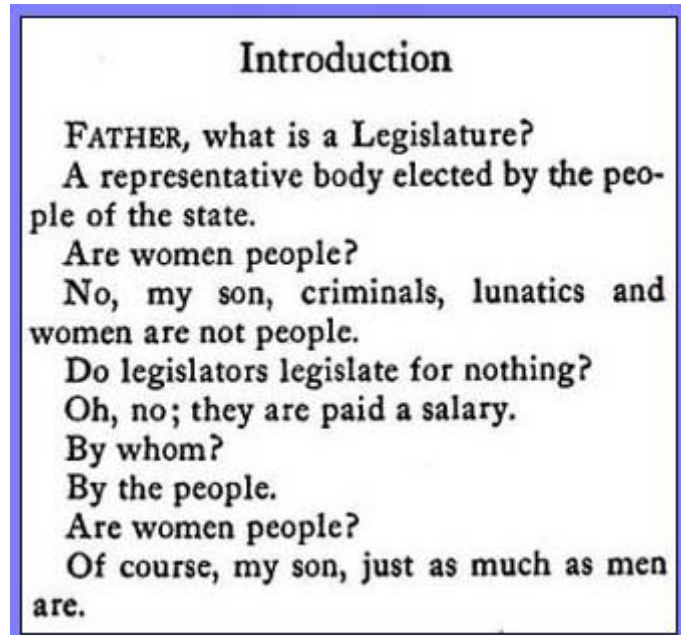 Introduction
FATHER, what is a Legislature?
A representative body elected by the peo-
ple of the state.
Are women people?
No, my son, criminals, lunatics and
women are not people.
Do legislators legislate for nothing?
Oh, no; they are paid a salary.
By whom?
By the people.
Are women people?
Of course, my son, just as much as men
are.